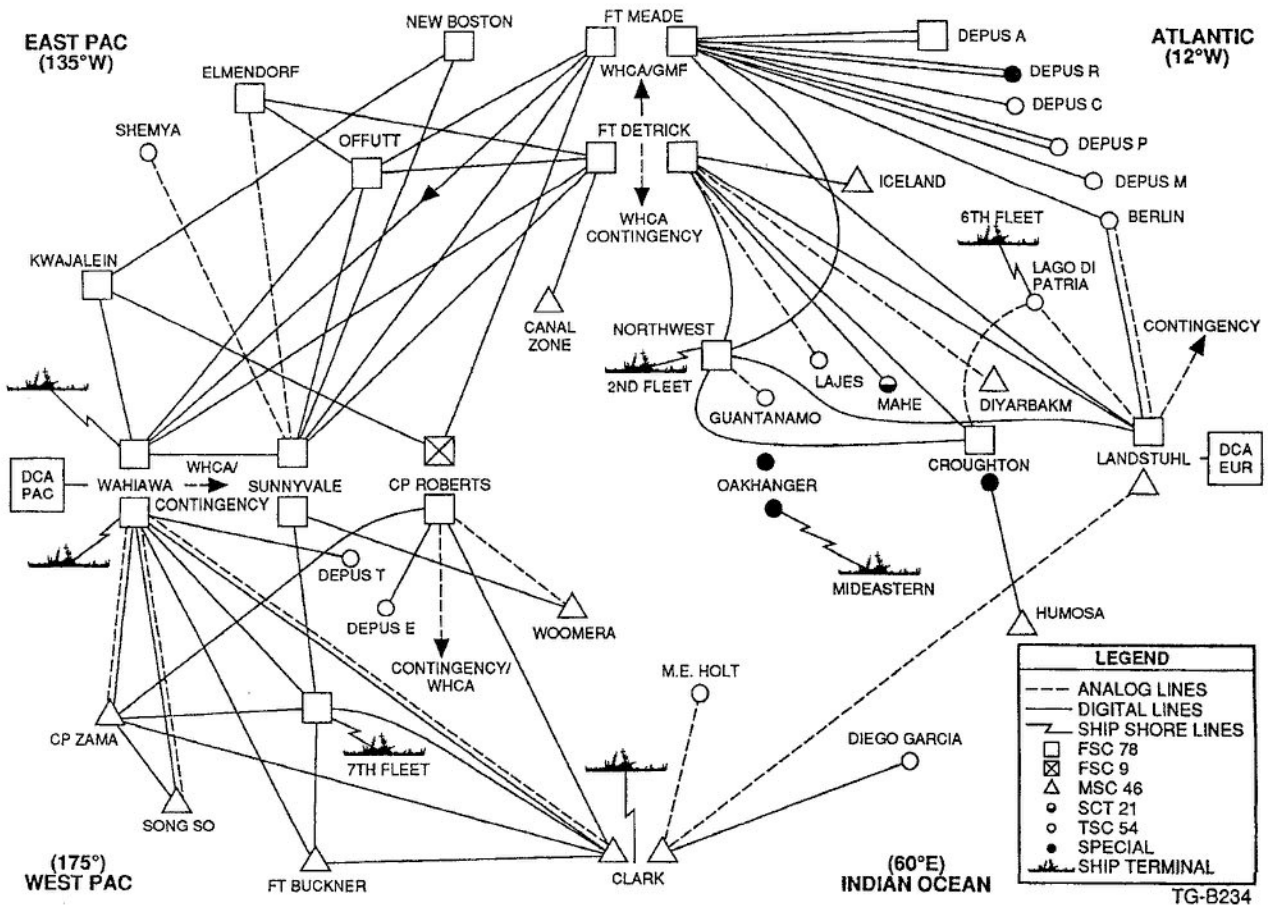 EAST PAC
(135°W)
NEW BOSTON
FT MEADE
ATLANTIC
(12°W)
DEPUS A
ELMENDORF
WHCA/GMF
DEPUS R
DEPUS C
SHEMYA
OFFUTT
FT DETRICK
DEPUS P
ICELAND
DEPUS M
WHCA
CONTINGENCY
6TH FLEET
BERLIN
KWAJALEIN
LAGO DI
PATRIA
CANAL
ZONE
NORTHWEST
CONTINGENCY
2ND FLEET
LAJES
GUANTANAMO
MAHE
DIYARBAKM
DCA
PAC
WAHIAWA
WHCA/
CONTINGENCY
SUNNYVALE
CP ROBERTS
OAKHANGER
CROUGHTON
LANDSTUHL
DCA
EUR
DEPUS T
MIDEASTERN
DEPUS E
WOOMERA
HUMOSA
CONTINGENCY/
WHCA
M.E. HOLT
CP ZAMA
7TH FLEET
DIEGO GARCIA
SONG SO
(175°)
WEST PAC
FT BUCKNER
CLARK
(60°E)
INDIAN OCEAN
LEGEND
ANALOG LINES
DIGITAL LINES
SHIP SHORE LINES
FSC 78
FSC 9
MSC 46
SCT 21
TSC 54
SPECIAL
SHIP TERMINAL
TG-B234